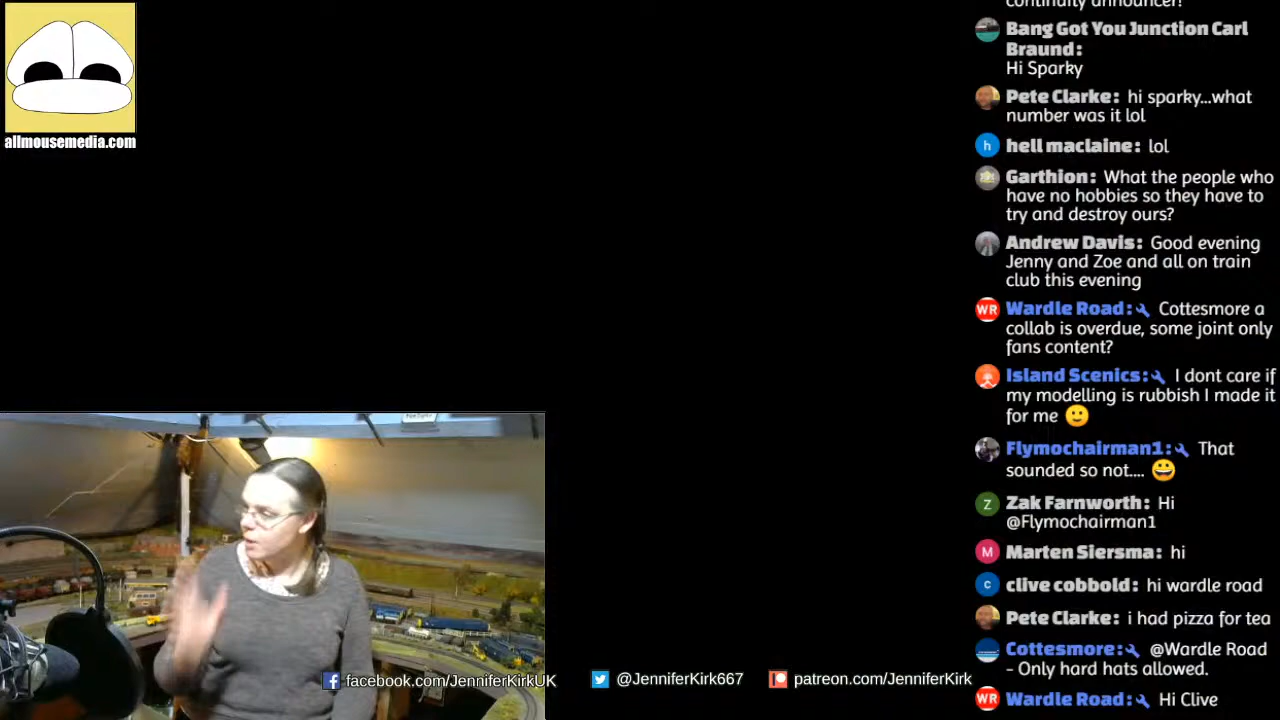 allmousemedia.com
continuity announcer!
Bang Got You Junction Carl
Braund:
Hi Sparky
Pete Clarke: hi sparky...what
number was it lol
h hell maclaine: lol
Garthion: What the people who
have no hobbies so they have to
try and destroy ours?
Andrew Davis: Good evening
Jenny and Zoe and all on train
club this evening
WR Wardle Road: Cottesmore a
collab is overdue, some joint only
fans content?
Island Scenics: I dont care if
my modelling is rubbish I made it
for me 🙂
Flymochairman1: That
sounded so not.... 😀
Z Zak Farnworth: Hi
@Flymochairman1
M Marten Siersma: hi
c clive cobbold: hi wardle road
Pete Clarke: i had pizza for tea
Cottesmore: @Wardle Road
- Only hard hats allowed.
WR Wardle Road: Hi Clive
facebook.com/JenniferKirkUK
@JenniferKirk667
patreon.com/JenniferKirk